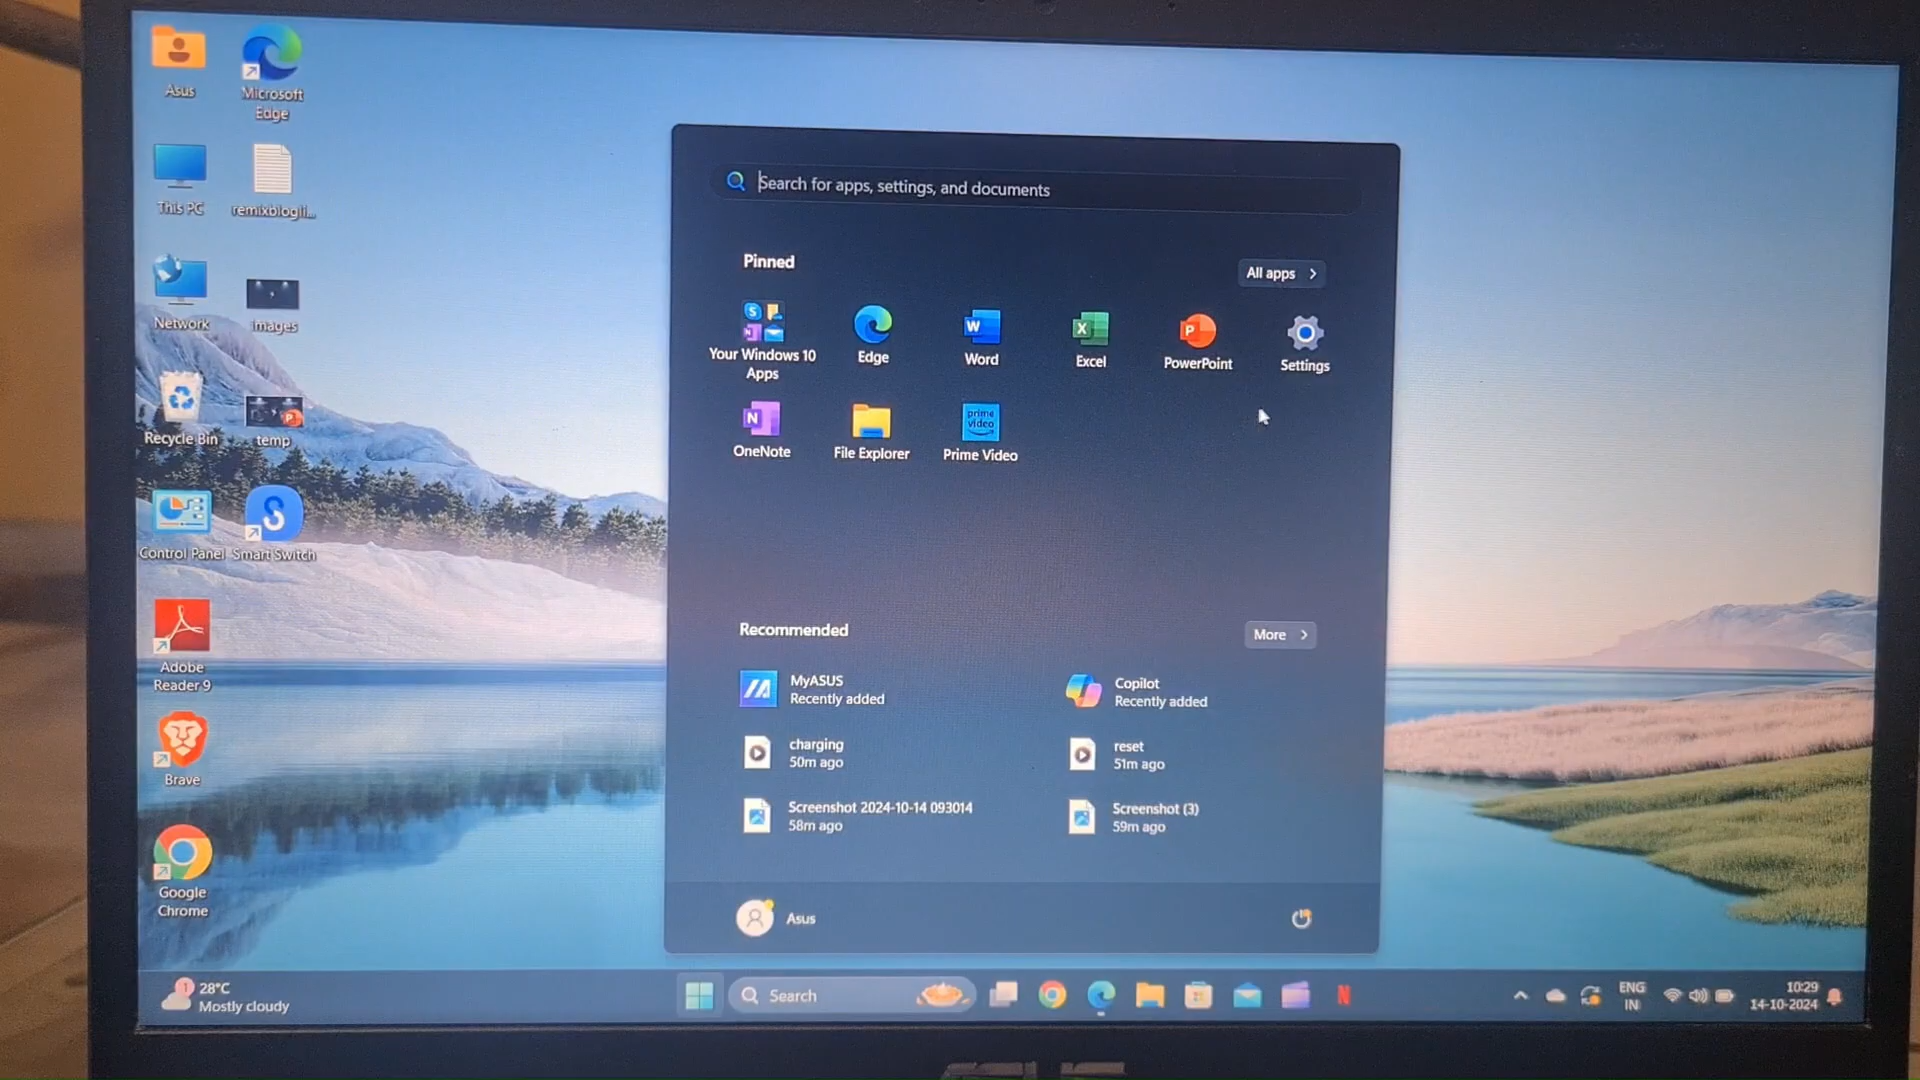 Asus
Microsoft
Edge
This PC
remixblogli...
Network
images
Recycle Bin
temp
Control Panel
Smart Switch
Adobe
Reader 9
Brave
Google
Chrome
Search for apps, settings, and documents
Pinned
All apps
Your Windows 10
Apps
Edge
Word
Excel
PowerPoint
Settings
OneNote
File Explorer
prime
video
Prime Video
Recommended
More
MyASUS
Recently added
Copilot
Recently added
charging
50m ago
reset
51m ago
Screenshot 2024-10-14 093014
58m ago
Screenshot (3)
59m ago
Asus
1
28°C
Mostly cloudy
Search
ENG
IN
10:29
14-10-2024